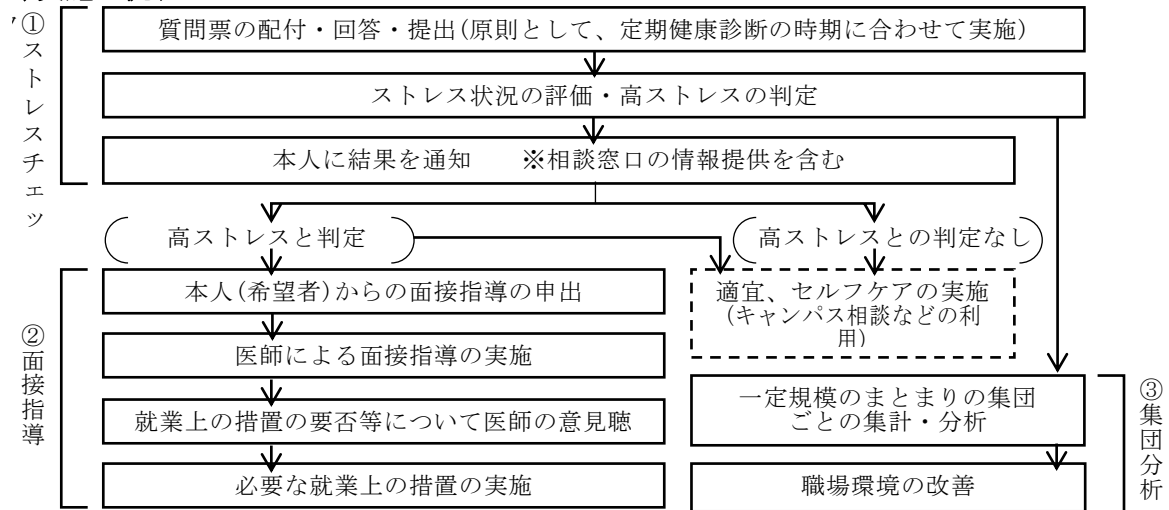 ①ストレスチェッ
質問票の配付・回答・提出(原則として、定期健康診断の時期に合わせて実施)
ストレス状況の評価・高ストレスの判定
本人に結果を通知　※相談窓口の情報提供を含む
高ストレスと判定
高ストレスとの判定なし
②面接指導
本人(希望者)からの面接指導の申出
医師による面接指導の実施
就業上の措置の要否等について医師の意見聴
必要な就業上の措置の実施
適宜、セルフケアの実施
(キャンパス相談などの利
用)
一定規模のまとまりの集団
ごとの集計・分析
職場環境の改善
③集団分析